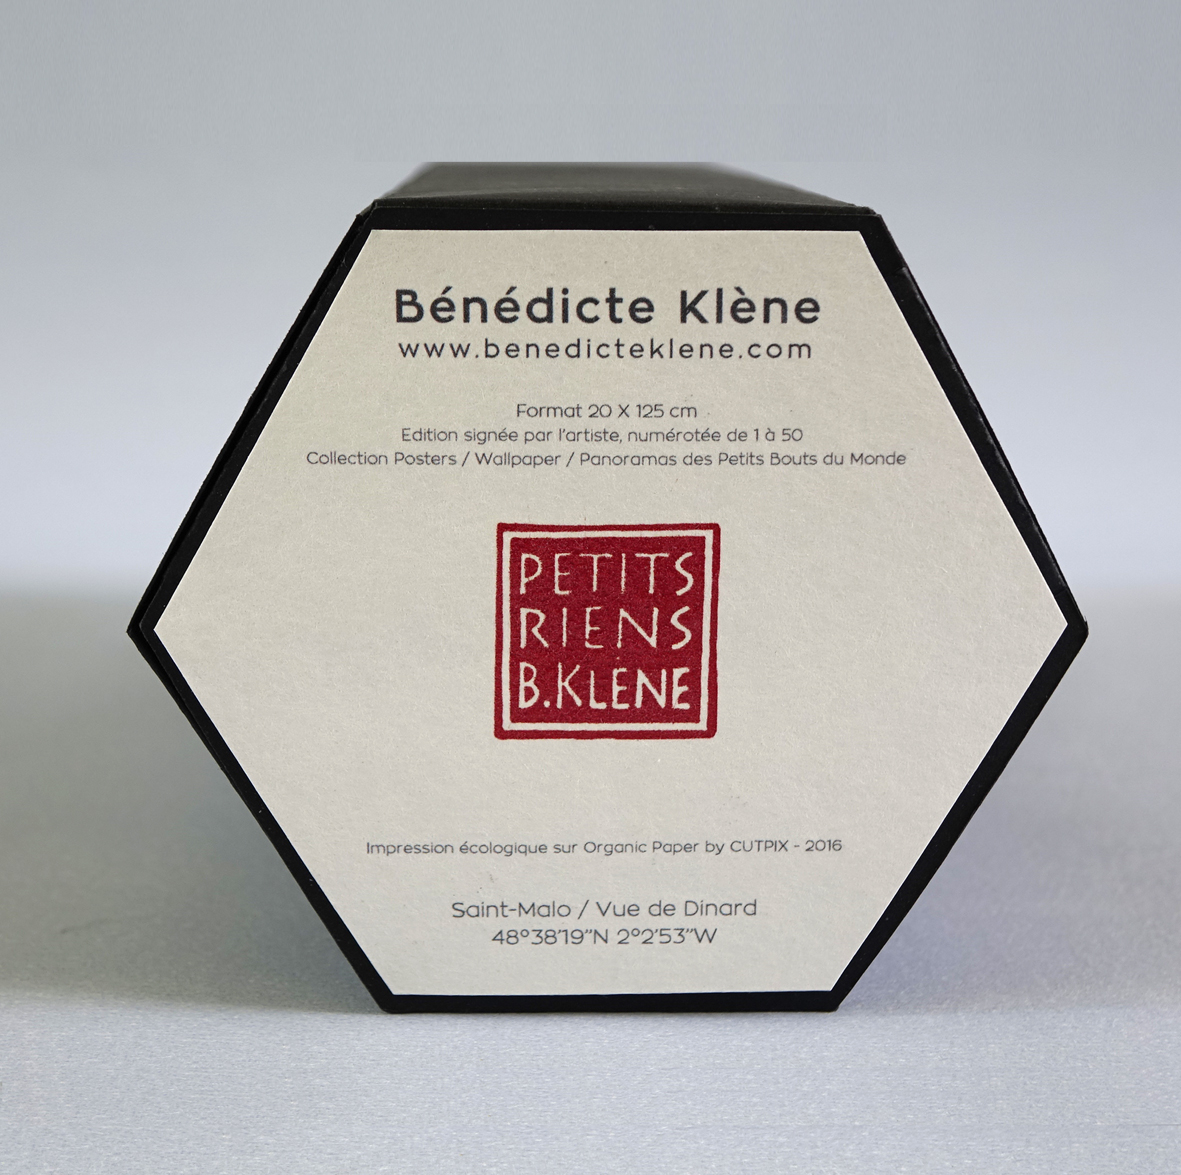 Bénédicte Klène
www.benedicteklene.com
Format 20 X 125 cm
Edition signée par l'artiste, numérotée de 1 à 50
Collection Posters / Wallpaper / Panoramas des Petits Bouts du Monde
PETITS
RIENS
B.KLÈNE
Impression écologique sur Organic Paper by CUTPIX - 2016
Saint-Malo / Vue de Dinard
48°38'19"N 2°2'53"W